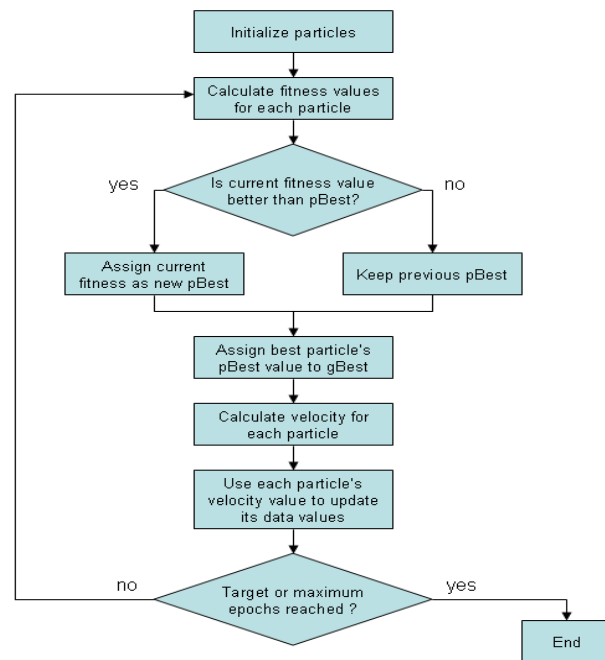 Initialize particles
Calculate fitness values
for each particle
Is current fitness value
better than pBest?
yes
no
Assign current
fitness as new pBest
Keep previous pBest
Assign best particle's
pBest value to gBest
Calculate velocity for
each particle
Use each particle's
velocity value to update
its data values
Target or maximum
epochs reached ?
no
yes
End